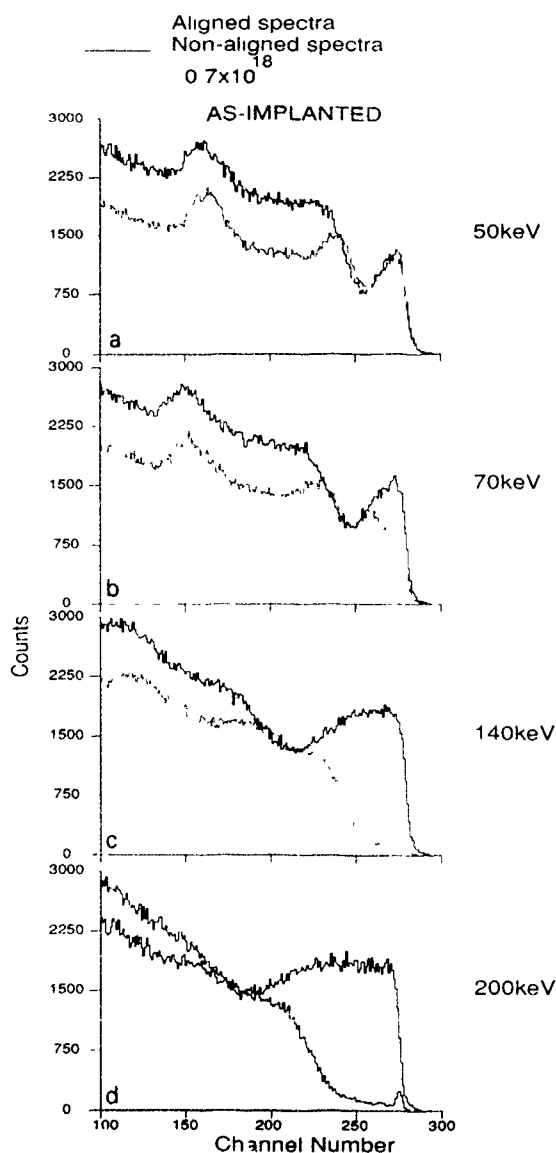 Aligned spectra
Non-aligned spectra
0 7x10^18
AS-IMPLANTED
3000
2250
1500
750
0
a
50keV
3000
2250
1500
750
0
b
70keV
3000
2250
1500
750
0
c
140keV
3000
2250
1500
750
0
d
200keV
Counts
100
150
200
250
300
Channel Number